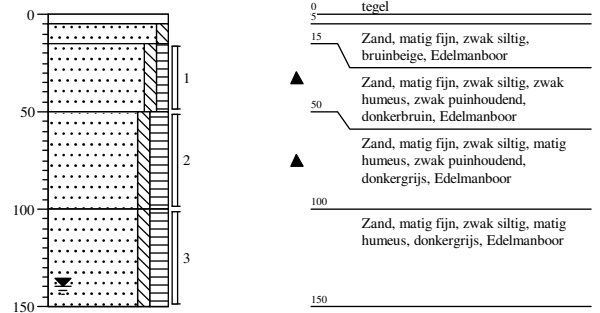 0
50
100
150
1
2
3
0
tegel
5
Zand, matig fijn, zwak siltig,
bruinbeige, Edelmanboor
15
Zand, matig fijn, zwak siltig, zwak
humeus, zwak puinhoudend,
donkerbruin, Edelmanboor
50
Zand, matig fijn, zwak siltig, matig
humeus, zwak puinhoudend,
donkergrijs, Edelmanboor
100
Zand, matig fijn, zwak siltig, matig
humeus, donkergrijs, Edelmanboor
150